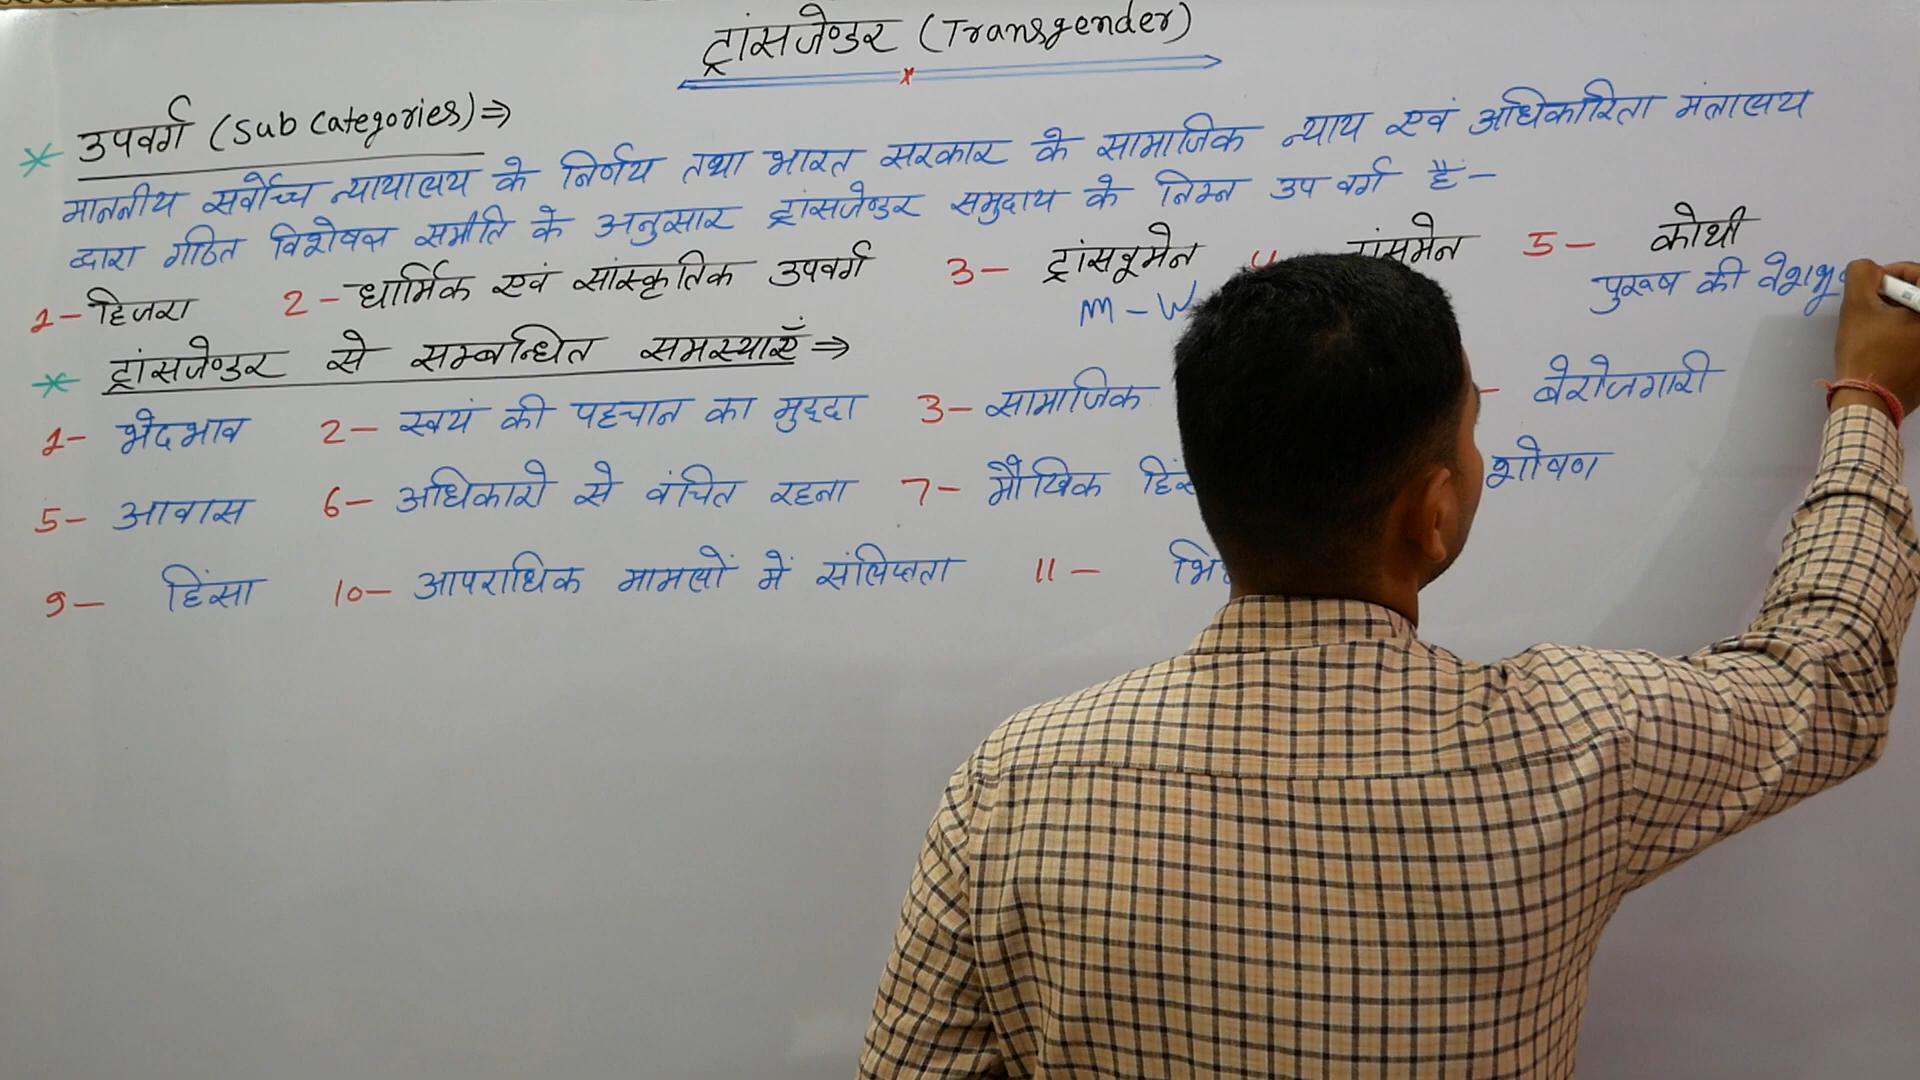 ट्रांसजेण्डर (Transgender)
* उपवर्ग (Sub Categories) ⇒
माननीय सर्वोच्च न्यायालय के निर्णय तथा भारत सरकार के सामाजिक न्याय एवं अधिकारिता मंत्रालय
द्वारा गठित विशेषज्ञ समीति के अनुसार ट्रांसजेण्डर समुदाय के निम्न उप वर्ग हैं-
1- हिजरा 2- धार्मिक एवं सांस्कृतिक उपवर्ग 3- ट्रांसवूमेन 5- कोथी
M - W पुरूष की
* ट्रांसजेण्डर से सम्बन्धित समस्याएँ ⇒
1- भेदभाव 2- स्वयं की पहचान का मुद्दा 3- सामाजिक बेरोजगारी
5- आवास 6- अधिकारो से वंचित रहना 7- मौखिक शोषण
9- हिंसा 10- आपराधिक मामलों में संलिप्तता 11-